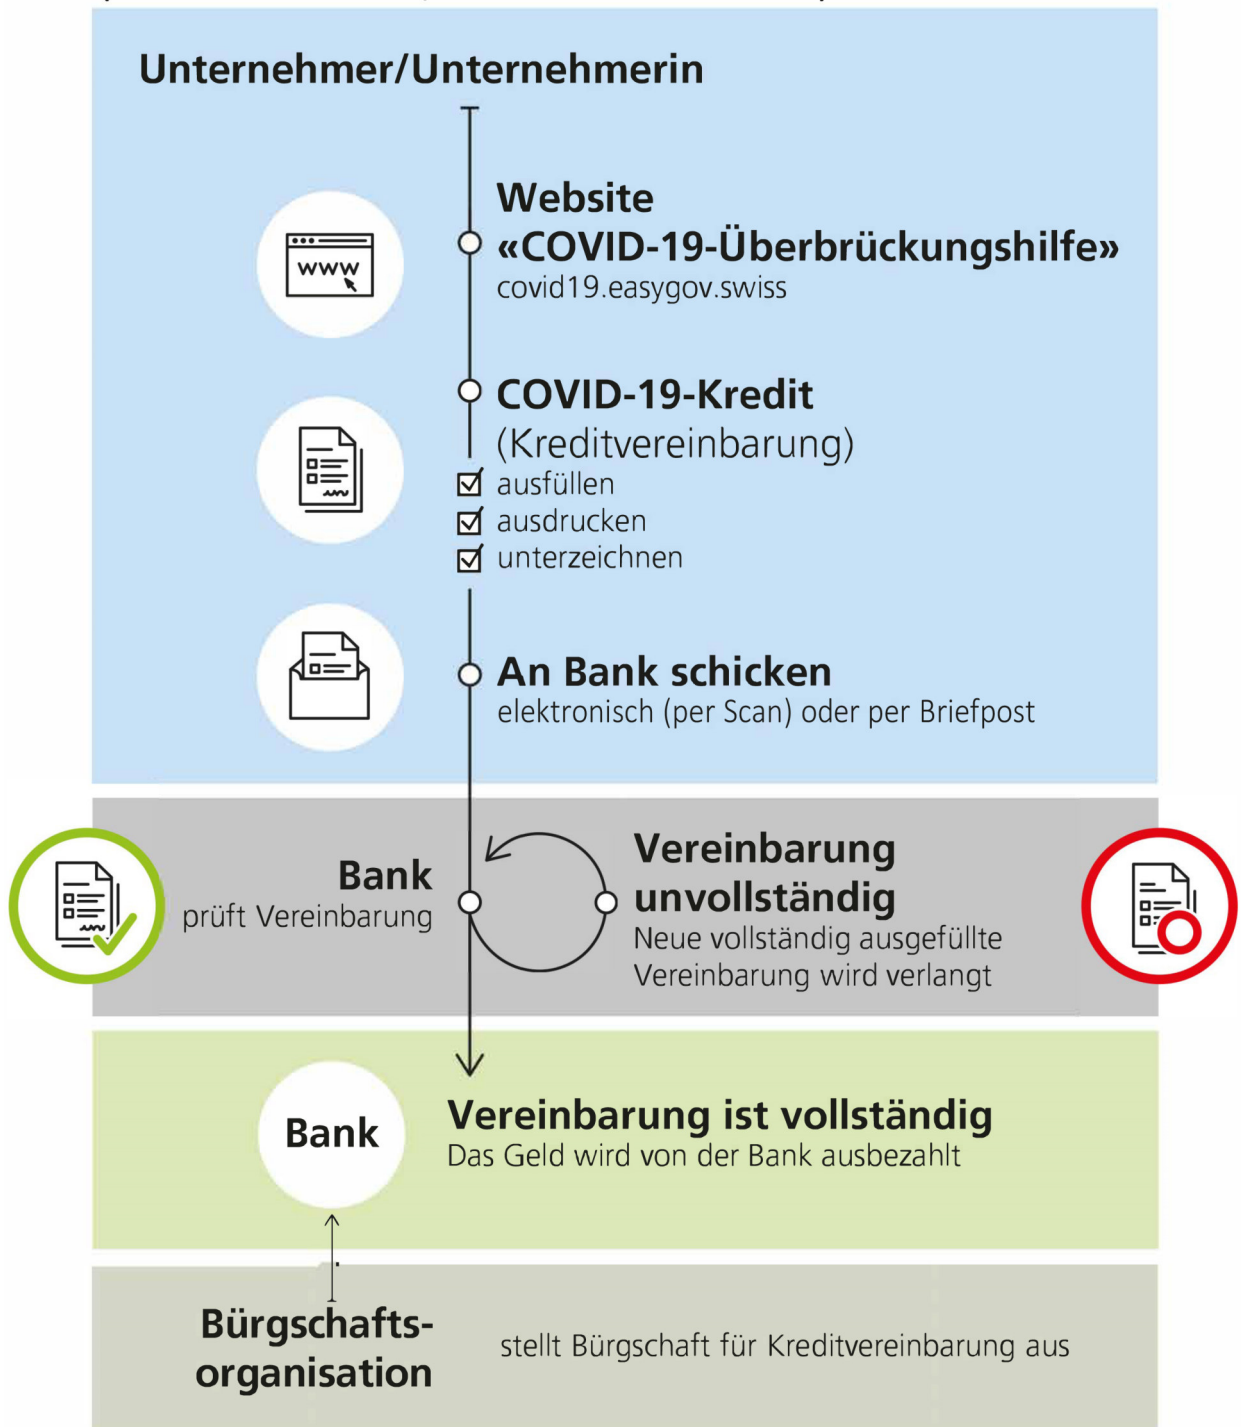 Unternehmer/Unternehmerin
Website
«COVID-19-Überbrückungshilfe»
covid19.easygov.swiss
www
COVID-19-Kredit
(Kreditvereinbarung)
ausfüllen
ausdrucken
unterzeichnen
An Bank schicken
elektronisch (per Scan) oder per Briefpost
Bank
prüft Vereinbarung
Vereinbarung
unvollständig
Neue vollständig ausgefüllte
Vereinbarung wird verlangt
Bank
Vereinbarung ist vollständig
Das Geld wird von der Bank ausbezahlt
Bürgschafts-
organisation
stellt Bürgschaft für Kreditvereinbarung aus